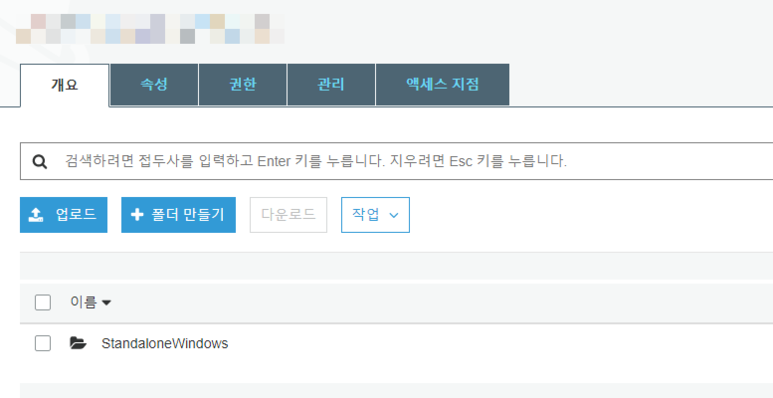 개요 속성 권한 관리 액세스 지점
검색하려면 접두사를 입력하고 Enter 키를 누릅니다. 지우려면 Esc 키를 누릅니다.
업로드 폴더 만들기 다운로드 작업
이름
StandaloneWindows